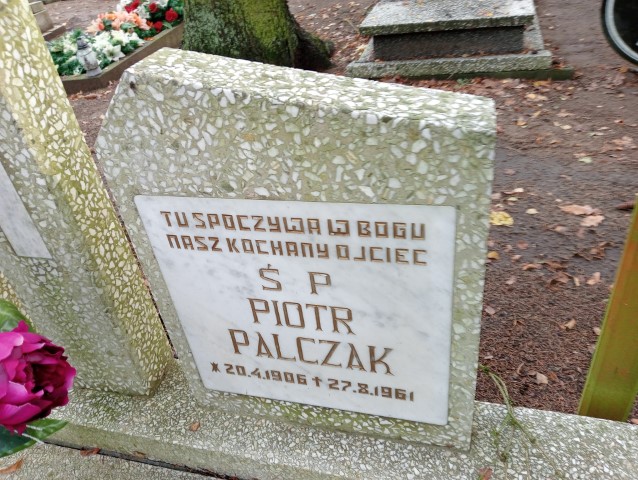 TU SPOCZYWA W BOGU
NASZ KOCHANY OJCIEC
Ś P
PIOTR
PALCZAK
* 20.4.1906 + 27.8.1961